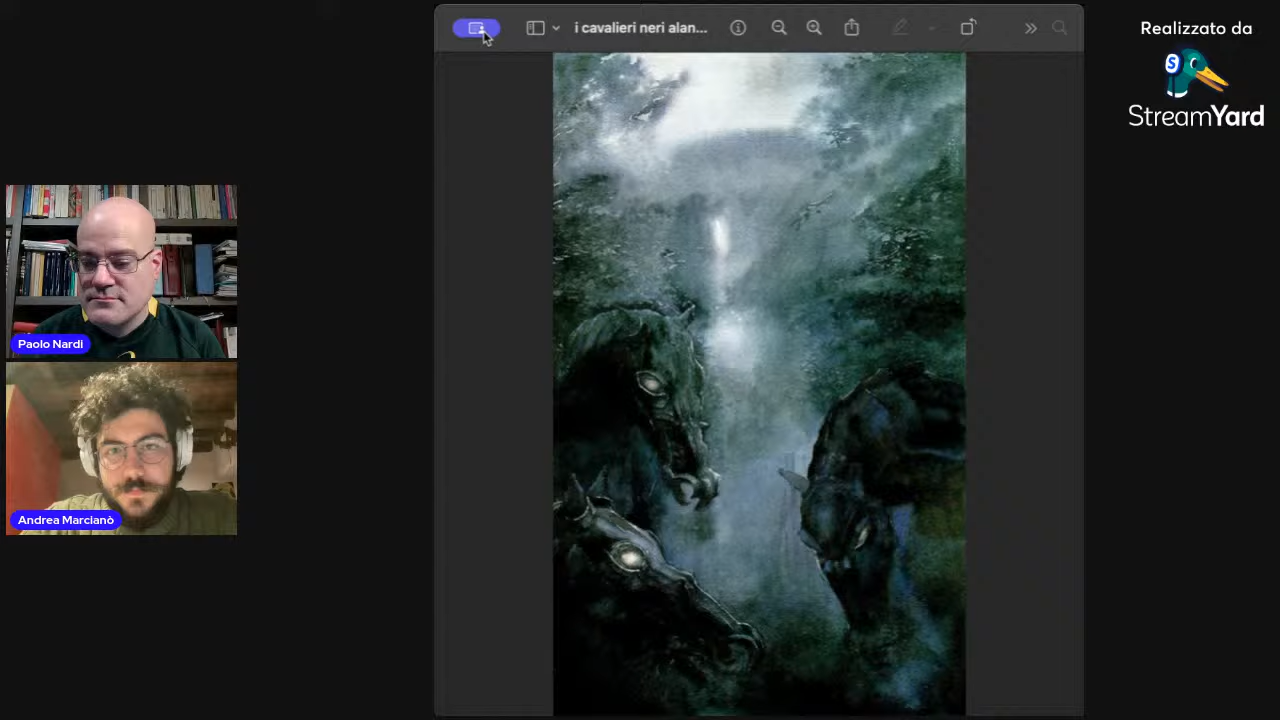 i cavalieri neri alan...
Realizzato da
StreamYard
Paolo Nardi
Andrea Marcianò